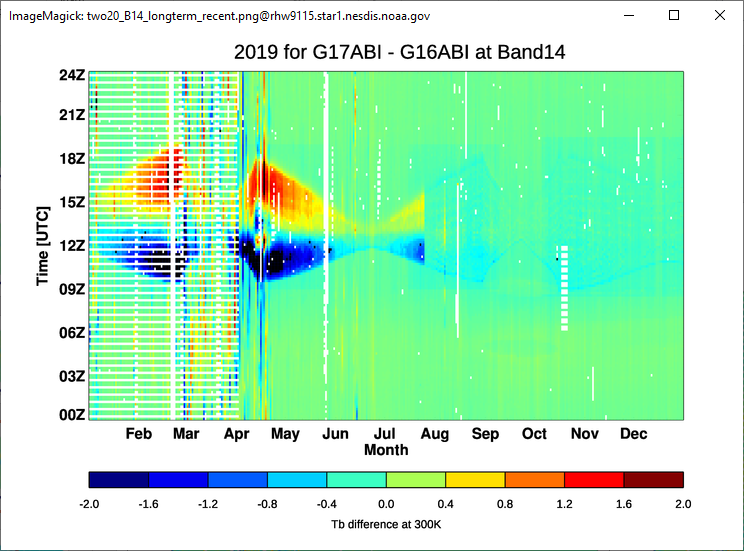 ImageMagick: two20_B14_longterm_recent.png@rhw9115.star1.nesdis.noaa.gov
2019 for G17ABI - G16ABI at Band14
24Z
21Z
18Z
15Z
12Z
09Z
06Z
03Z
00Z
Time [UTC]
Feb Mar Apr May Jun Jul Aug Sep Oct Nov Dec
Month
-2.0 -1.6 -1.2 -0.8 -0.4 0.0 0.4 0.8 1.2 1.6 2.0
Tb difference at 300K